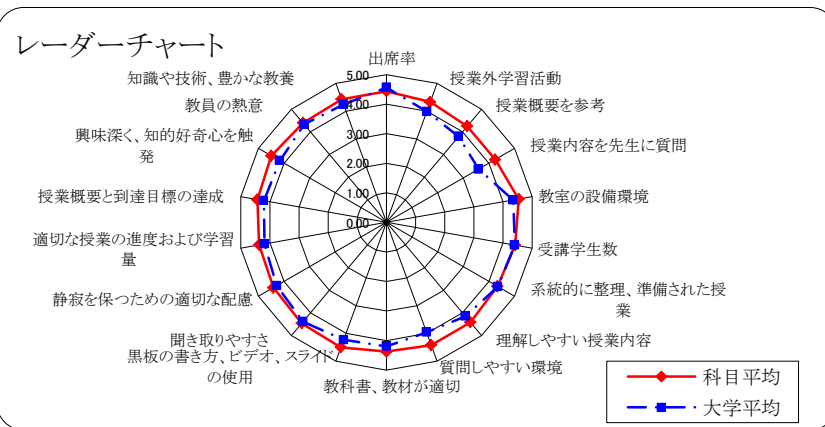 レーダーチャート
出席率
授業外学習活動
授業概要を参考
授業内容を先生に質問
教室の設備環境
受講学生数
系統的に整理、準備された授
業
理解しやすい授業内容
質問しやすい環境
教科書、教材が適切
黒板の書き方、ビデオ、スライド
の使用
聞き取りやすさ
静寂を保つための適切な配慮
適切な授業の進度および学習
量
授業概要と到達目標の達成
興味深く、知的好奇心を触
発
教員の熱意
知識や技術、豊かな教養
5.00
4.00
3.00
2.00
1.00
0.00
科目平均
大学平均